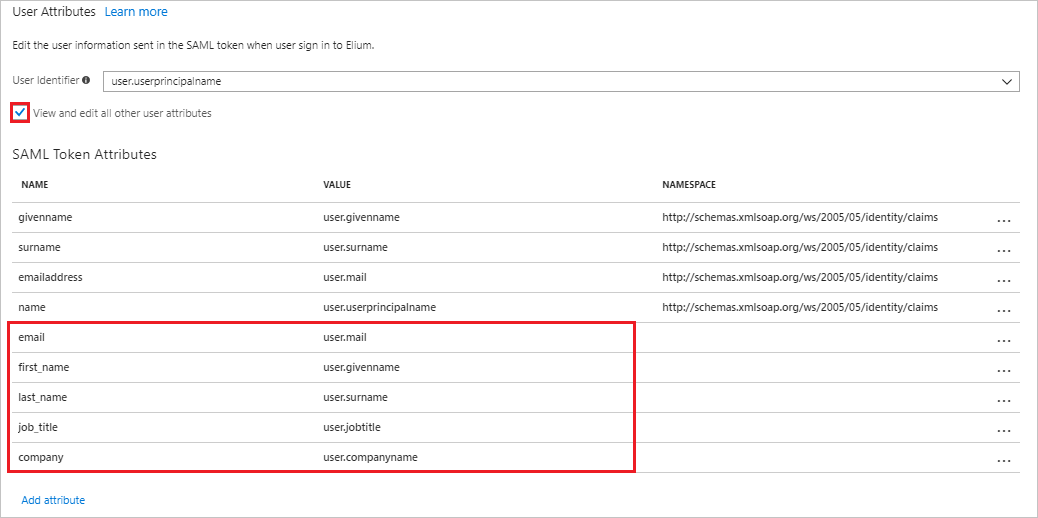 User Attributes Learn more
Edit the user information sent in the SAML token when user sign in to Elium.
User Identifier user.userprincipalname
View and edit all other user attributes
SAML Token Attributes
NAME VALUE NAMESPACE
givenname user.givenname http://schemas.xmlsoap.org/ws/2005/05/identity/claims ...
surname user.surname http://schemas.xmlsoap.org/ws/2005/05/identity/claims ...
emailaddress user.mail http://schemas.xmlsoap.org/ws/2005/05/identity/claims ...
name user.userprincipalname http://schemas.xmlsoap.org/ws/2005/05/identity/claims ...
email user.mail ...
first_name user.givenname ...
last_name user.surname ...
job_title user.jobtitle ...
company user.companyname ...
Add attribute